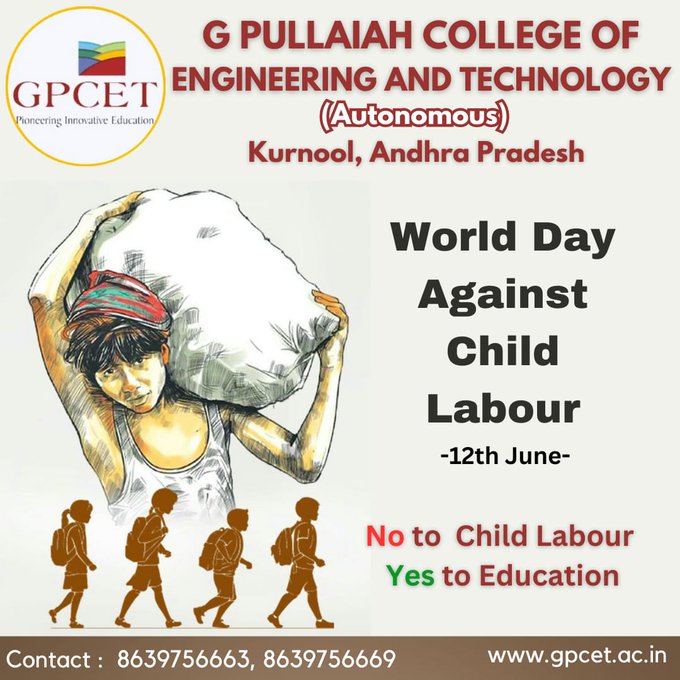 GPCET
Pioneering Innovative Education
G PULLAIAH COLLEGE OF
ENGINEERING AND TECHNOLOGY
(Autonomous)
Kurnool, Andhra Pradesh
World Day
Against
Child
Labour
-12th June-
No to Child Labour
Yes to Education
Contact : 8639756663, 8639756669
www.gpcet.ac.in